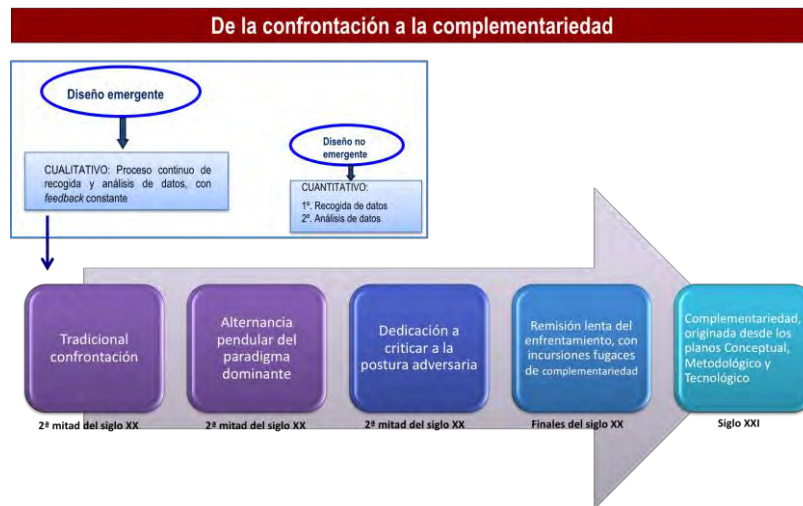 De la confrontación a la complementariedad
Diseño emergente
CUALITATIVO: Proceso continuo de
recogida y análisis de datos, con
feedback constante
Diseño no
emergente
CUANTITATIVO:
1º. Recogida de datos
2º. Análisis de datos
Tradicional
confrontación
2ª mitad del siglo XX
Alternancia
pendular del
paradigma
dominante
2ª mitad del siglo XX
Dedicación a
criticar a la
postura adversaria
2ª mitad del siglo XX
Remisión lenta del
enfrentamiento, con
incursiones fugaces
de complementariedad
Finales del siglo XX
Complementariedad,
originada desde los
planos Conceptual,
Metodológico y
Tecnológico
Siglo XXI